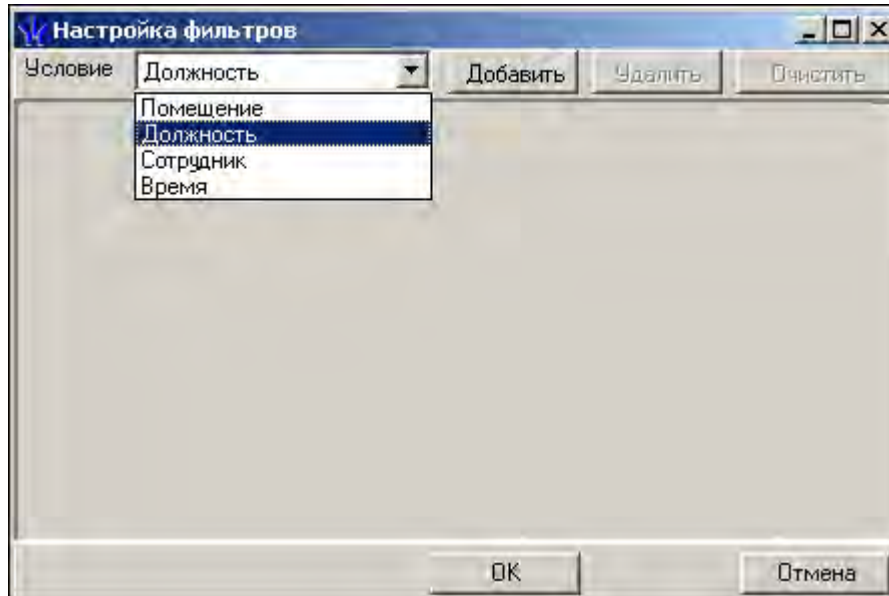 Настройка фильтров
Условие Должность Добавить Удалить Очистить
Помещение
Должность
Сотрудник
Время
OK Отмена